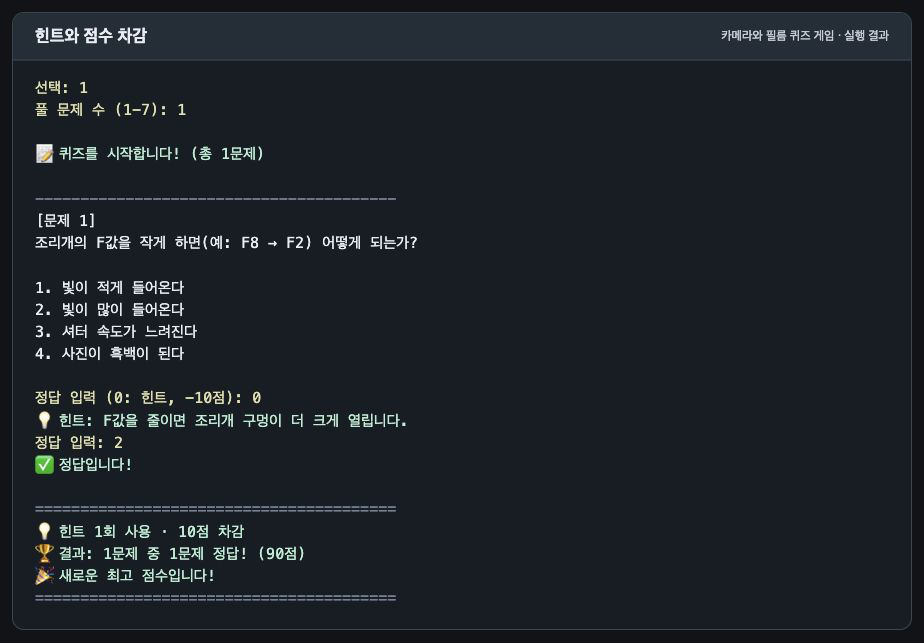 힌트와 점수 차감
카메라와 필름 퀴즈 게임 · 실행 결과
선택: 1
풀 문제 수 (1-7): 1
📝 퀴즈를 시작합니다! (총 1문제)
----------------------------------------
[문제 1]
조리개의 F값을 작게 하면(예: F8 → F2) 어떻게 되는가?
1. 빛이 적게 들어온다
2. 빛이 많이 들어온다
3. 셔터 속도가 느려진다
4. 사진이 흑백이 된다
정답 입력 (0: 힌트, -10점): 0
💡 힌트: F값을 줄이면 조리개 구멍이 더 크게 열립니다.
정답 입력: 2
✅ 정답입니다!
========================================
💡 힌트 1회 사용 · 10점 차감
🏆 결과: 1문제 중 1문제 정답! (90점)
🎉 새로운 최고 점수입니다!
========================================